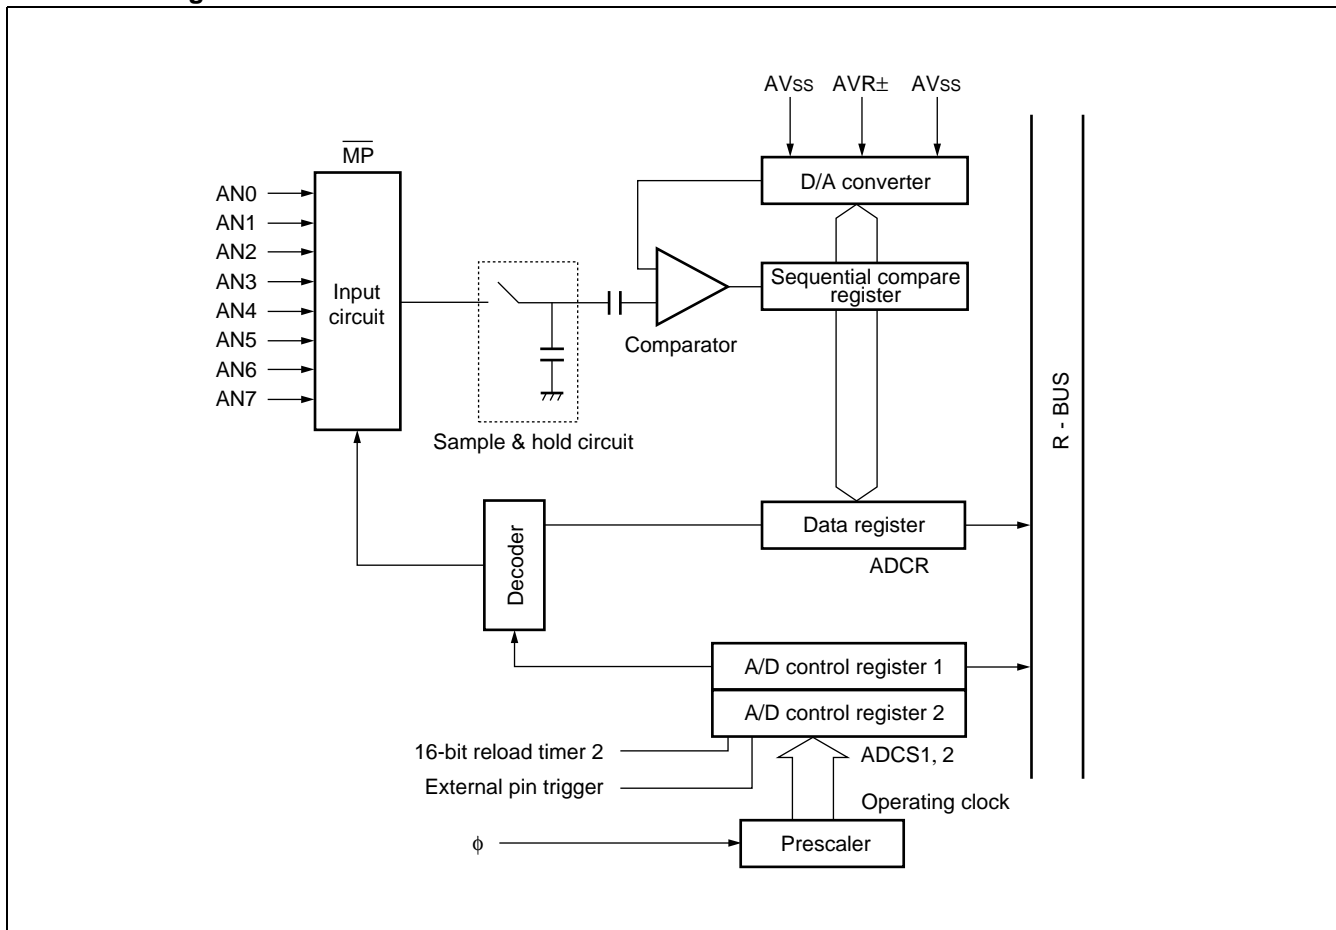 AVSS AVR± AVSS
MP
D/A converter
AN0
AN1
AN2
AN3
AN4
AN5
AN6
AN7
Input
circuit
Sequential compare
register
Comparator
Sample & hold circuit
R - BUS
Decoder
Data register
ADCR
A/D control register 1
A/D control register 2
16-bit reload timer 2
ADCS1, 2
External pin trigger
Operating clock
ϕ
Prescaler